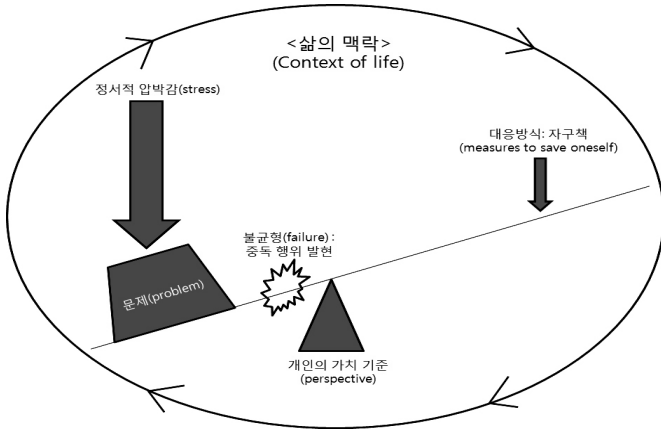 <삶의 맥락>
(Context of life)
정서적 압박감(stress)
대응방식: 자구책
(measures to save oneself)
불균형(failure) :
중독 행위 발현
문제(problem)
개인의 가치 기준
(perspective)